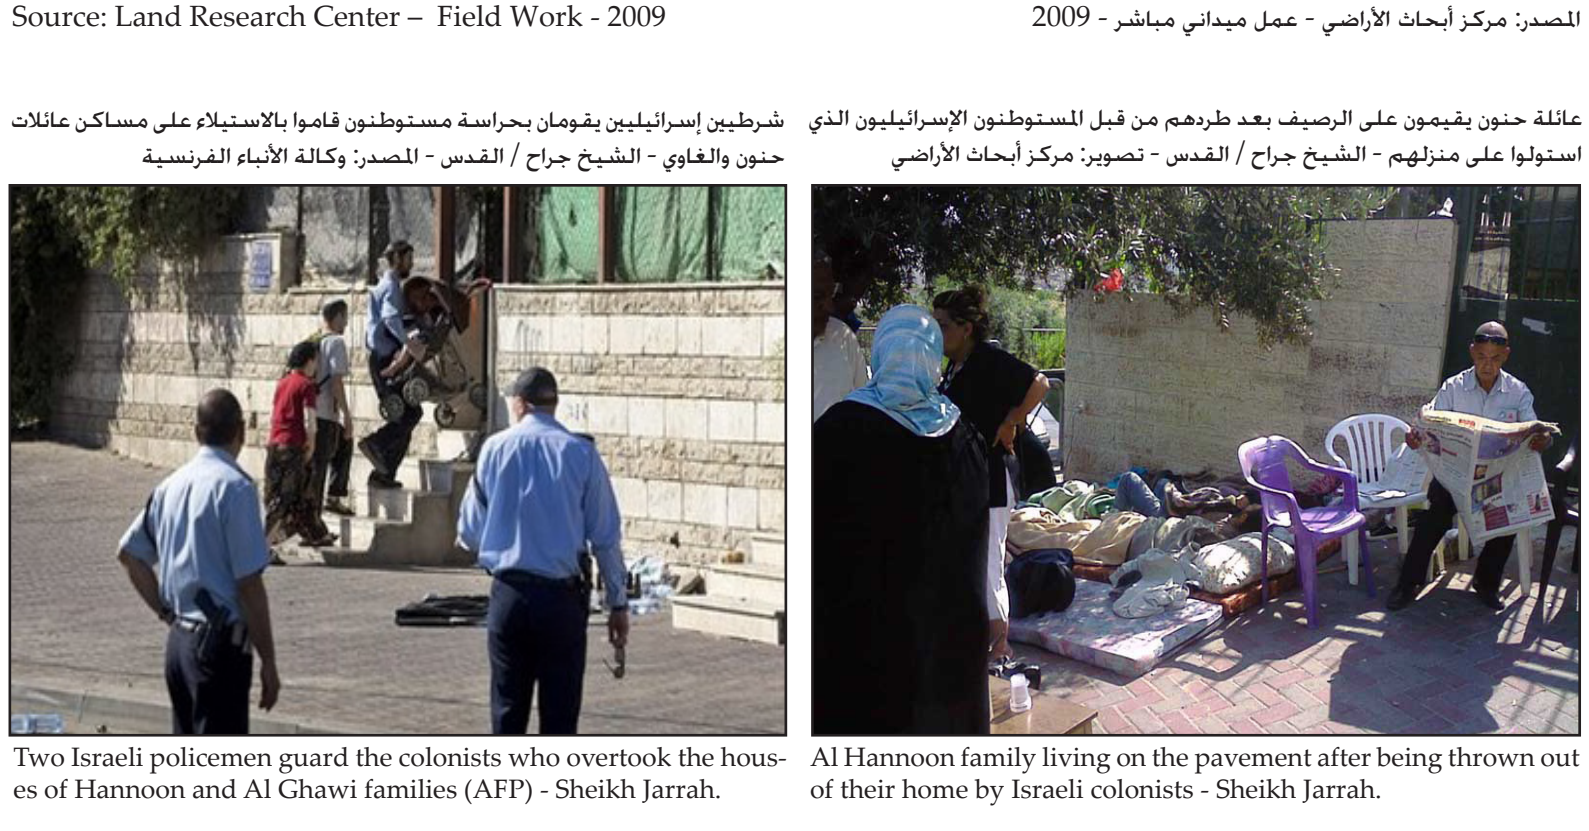 Source: Land Research Center – Field Work - 2009
المصدر: مركز أبحاث الأراضي - عمل ميداني مباشر - 2009
شرطيين إسرائيليين يقومان بحراسة مستوطنون قاموا بالاستيلاء على مساكن عائلات
حنون والغاوي - الشيخ جراح / القدس - المصدر: وكالة الأنباء الفرنسية
عائلة حنون يقيمون على الرصيف بعد طردهم من قبل المستوطنون الإسرائيليون الذي
استولوا على منزلهم - الشيخ جراح / القدس - تصوير: مركز أبحاث الأراضي
Two Israeli policemen guard the colonists who overtook the hous-
es of Hannoon and Al Ghawi families (AFP) - Sheikh Jarrah.
Al Hannoon family living on the pavement after being thrown out
of their home by Israeli colonists - Sheikh Jarrah.